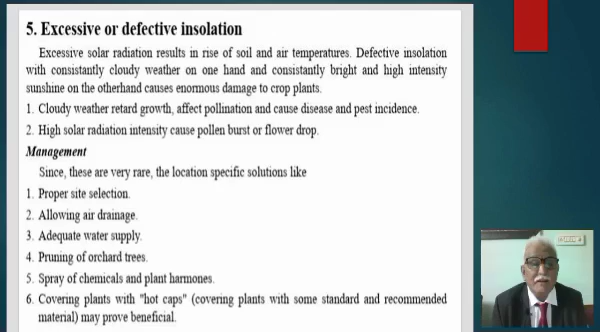 5. Excessive or defective insolation
Excessive solar radiation results in rise of soil and air temperatures. Defective insolation
with consistantly cloudy weather on one hand and consistantly bright and high intensity
sunshine on the otherhand causes enormous damage to crop plants.
1. Cloudy weather retard growth, affect pollination and cause disease and pest incidence.
2. High solar radiation intensity cause pollen burst or flower drop.
Management
Since, these are very rare, the location specific solutions like
1. Proper site selection.
2. Allowing air drainage.
3. Adequate water supply.
4. Pruning of orchard trees.
5. Spray of chemicals and plant harmones.
6. Covering plants with "hot caps" (covering plants with some standard and recommended
material) may prove beneficial.